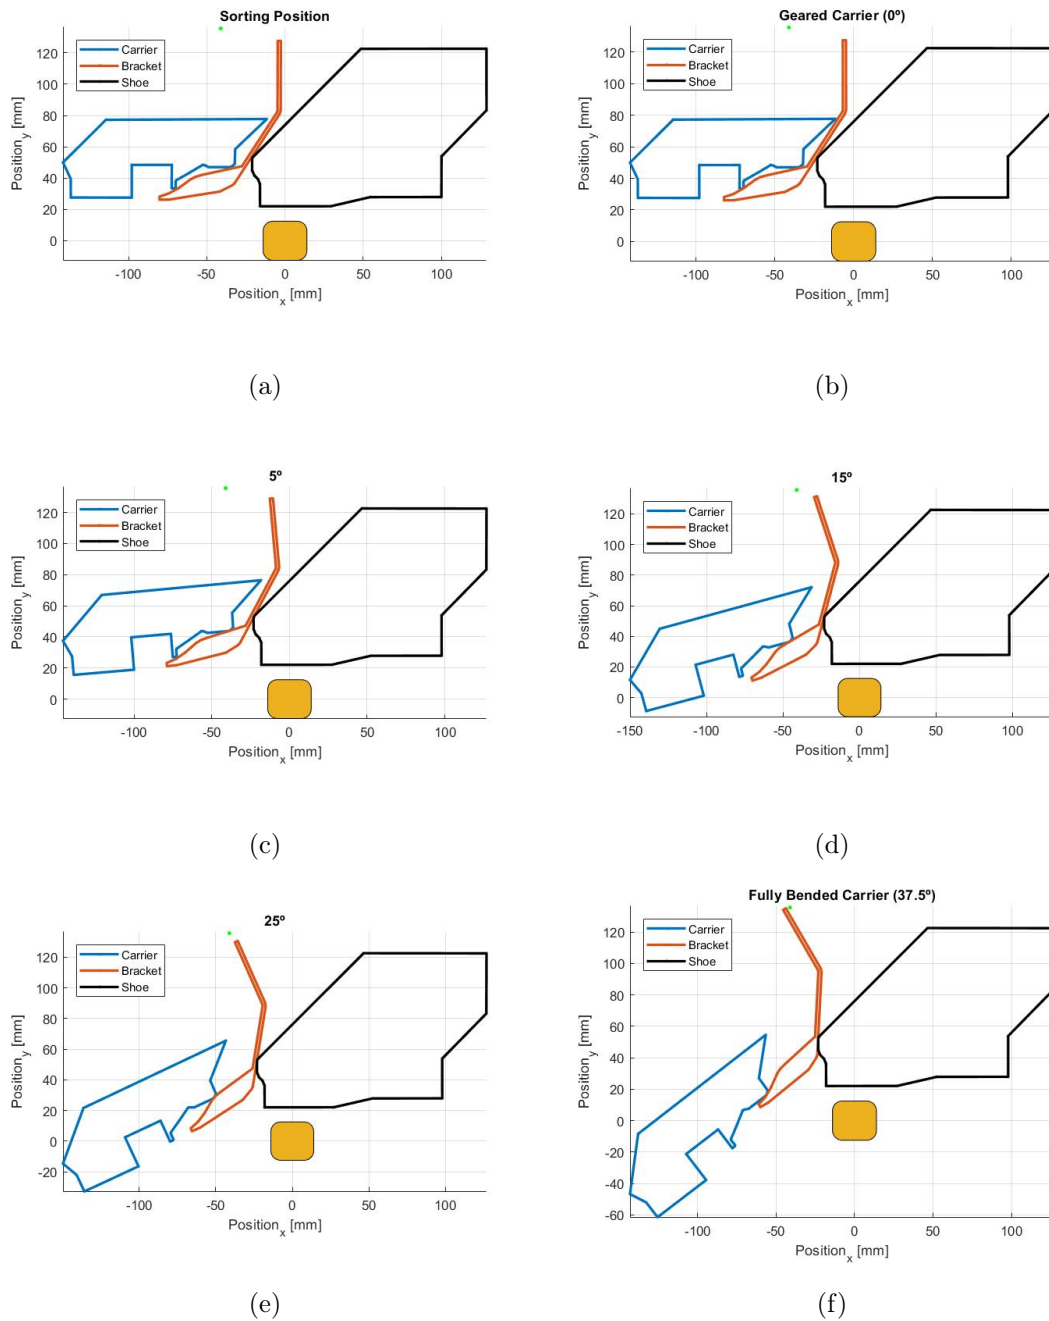 Sorting Position
Carrier
Bracket
Shoe
120
100
80
60
40
20
0
Position_y [mm]
-100
-50
0
50
100
Position_x [mm]
(a)
Geared Carrier (0º)
Carrier
Bracket
Shoe
120
100
80
60
40
20
0
Position_y [mm]
-100
-50
0
50
100
Position_x [mm]
(b)
5º
Carrier
Bracket
Shoe
120
100
80
60
40
20
0
Position_y [mm]
-100
-50
0
50
100
Position_x [mm]
(c)
15º
Carrier
Bracket
Shoe
120
100
80
60
40
20
0
Position_y [mm]
-150
-100
-50
0
50
100
Position_x [mm]
(d)
25º
Carrier
Bracket
Shoe
120
100
80
60
40
20
0
-20
Position_y [mm]
-100
-50
0
50
100
Position_x [mm]
(e)
Fully Bended Carrier (37.5º)
Carrier
Bracket
Shoe
120
100
80
60
40
20
0
-20
-40
-60
Position_y [mm]
-100
-50
0
50
100
Position_x [mm]
(f)